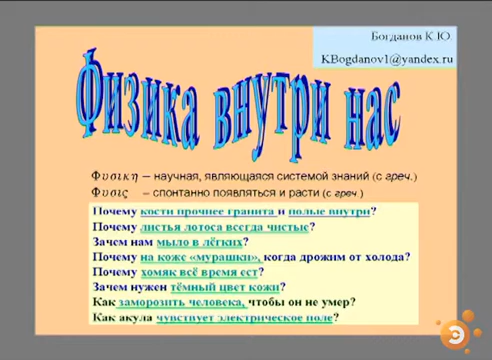 Богданов К.Ю.
KBogdanov1@yandex.ru
Физика внутри нас
Φυσικη – научная, являющаяся системой знаний (с греч.)
Φυσις – спонтанно появляться и расти (с греч.)
Почему кости прочнее гранита и полые внутри?
Почему листья лотоса всегда чистые?
Зачем нам мыло в лёгких?
Почему на коже «мурашки», когда дрожим от холода?
Почему хомяк всё время ест?
Зачем нужен тёмный цвет кожи?
Как заморозить человека, чтобы он не умер?
Как акула чувствует электрическое поле?
Э